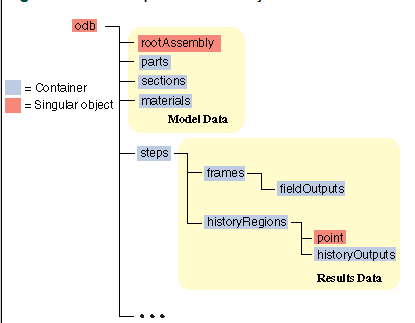 odb
rootAssembly
parts
= Container
sections
= Singular object
materials
Model Data
steps
frames
fieldOutputs
historyRegions
point
historyOutputs
Results Data